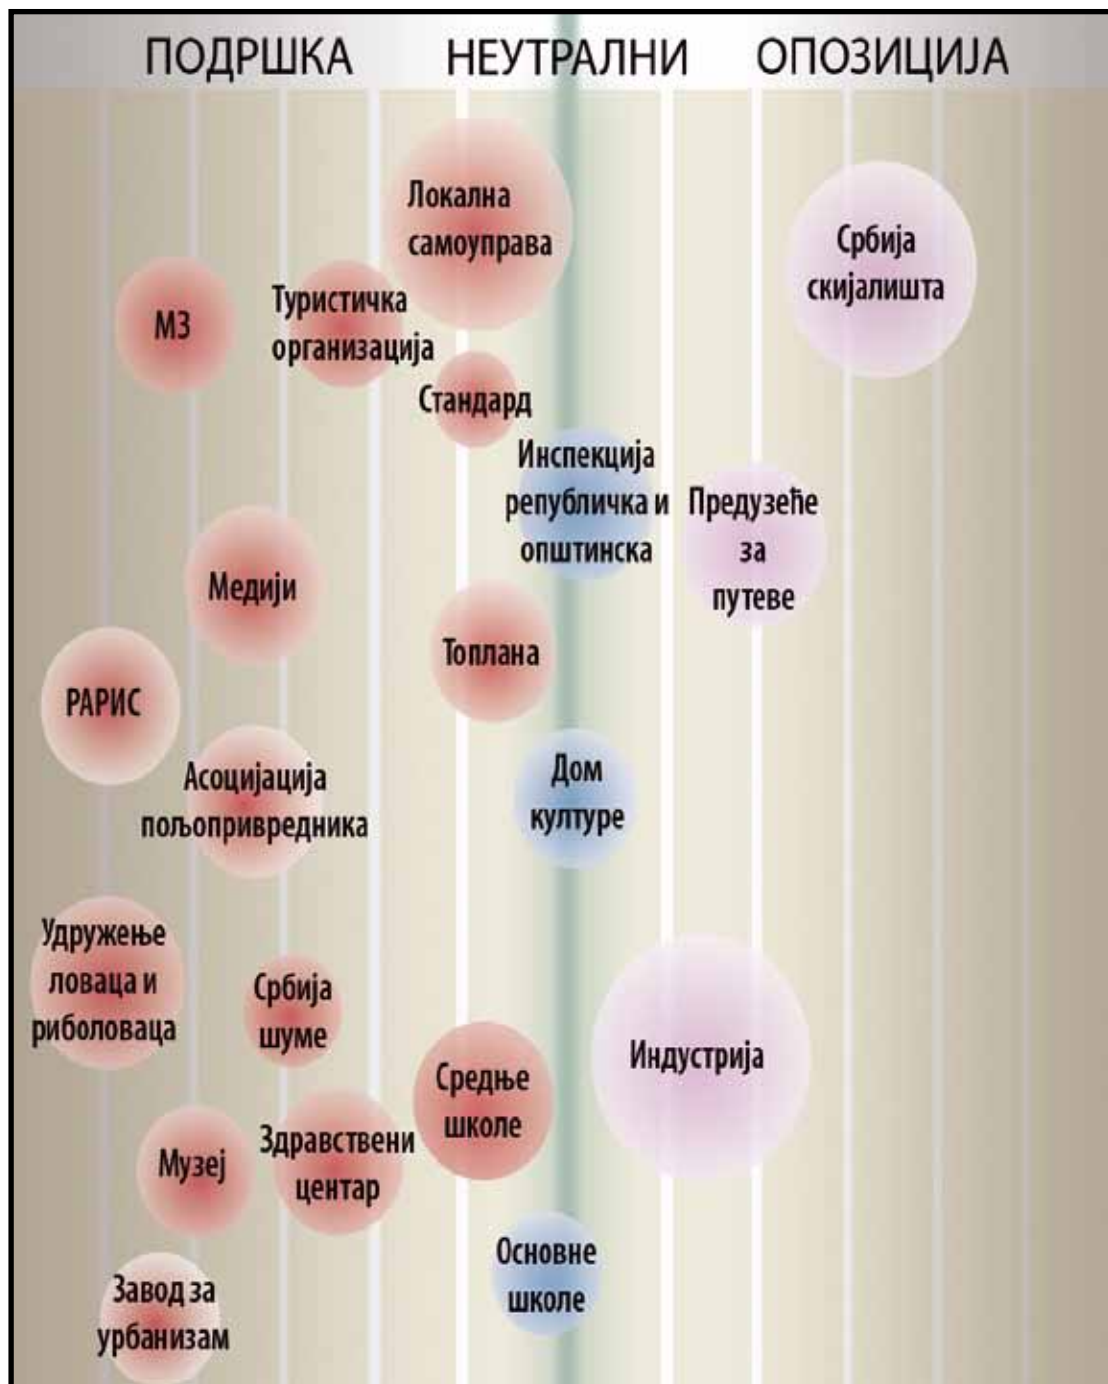 ПОДРШКА НЕУТРАЛНИ ОПОЗИЦИЈА
Локална
самоуправа
Србија
скијалишта
МЗ
Туристичка
организација
Стандард
Инспекција
републичка и
општинска
Предузеће
за
путеве
Медији
Топлана
РАРИС
Асоцијација
пољопривредника
Дом
културе
Удружење
ловаца и
риболоваца
Србија
шуме
Индустрија
Средње
школе
Музеј
Здравствени
центар
Основне
школе
Завод за
урбанизам